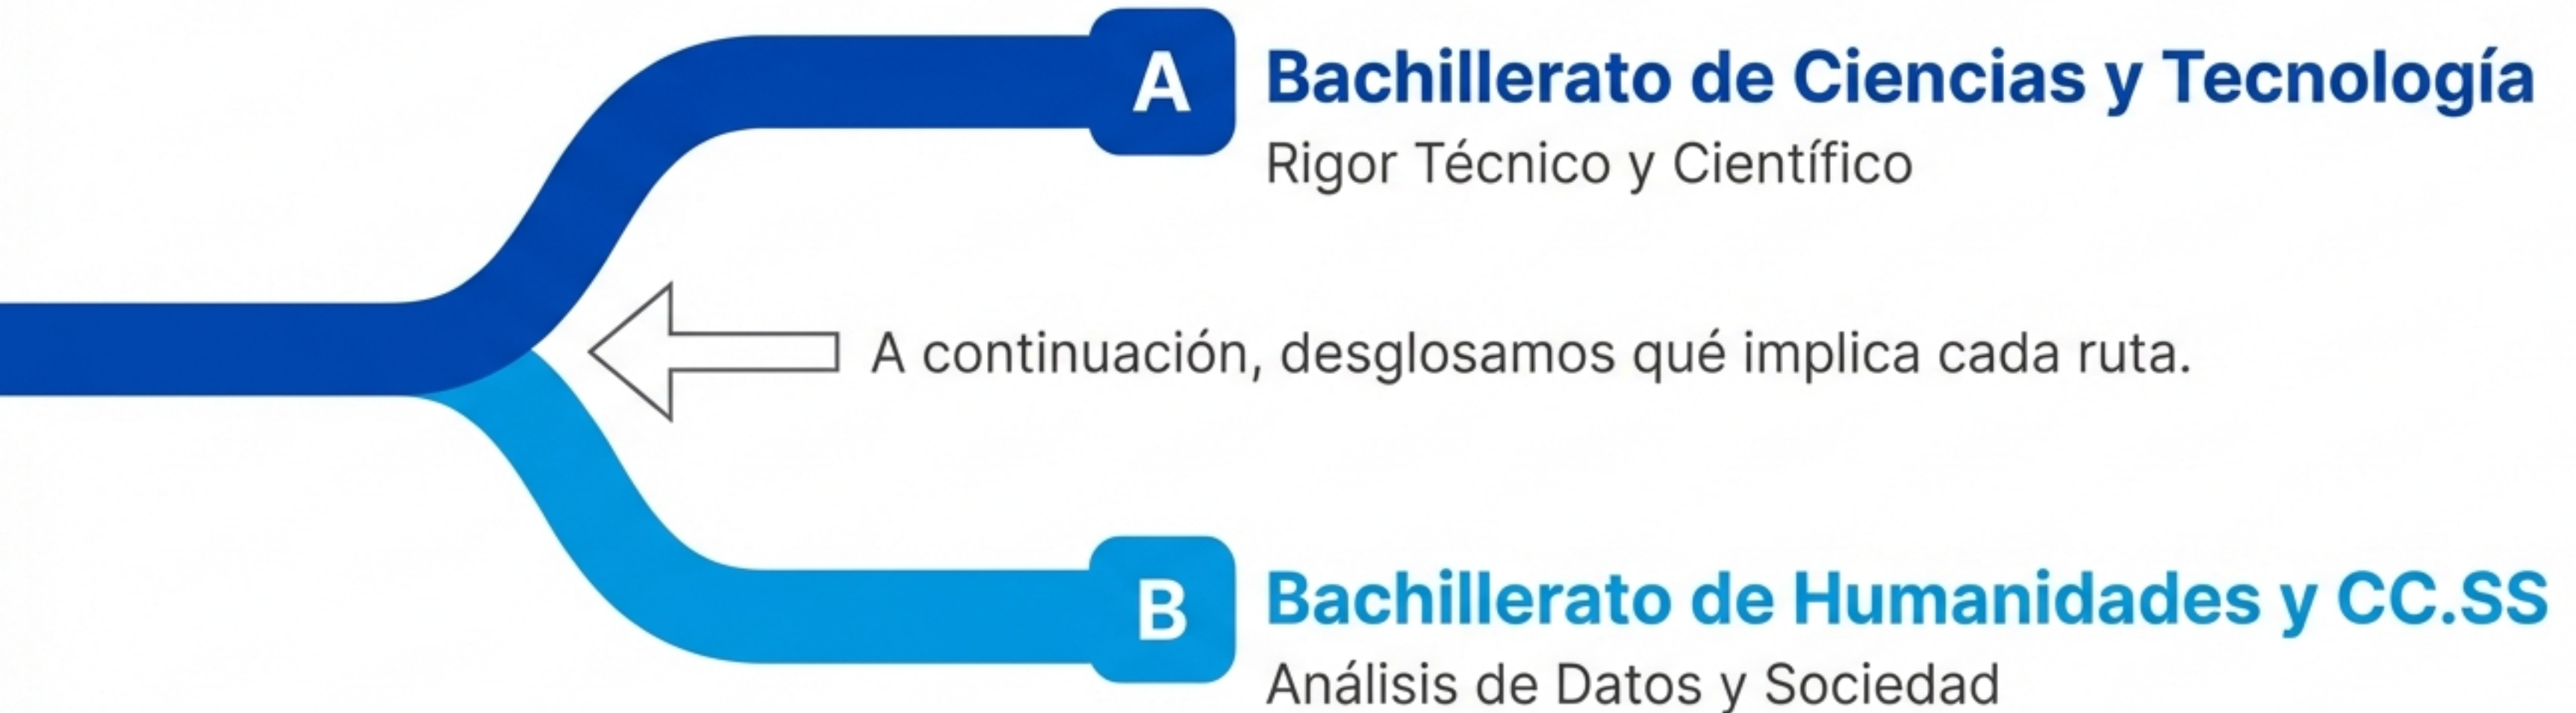 A
Bachillerato de Ciencias y Tecnología
Rigor Técnico y Científico
A continuación, desglosamos qué implica cada ruta.
B
Bachillerato de Humanidades y CC.SS
Análisis de Datos y Sociedad